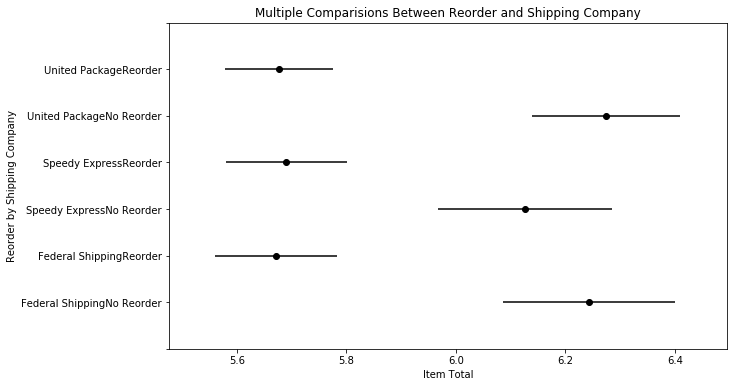 Multiple Comparisions Between Reorder and Shipping Company
United PackageReorder
United PackageNo Reorder
Speedy ExpressReorder
Speedy ExpressNo Reorder
Federal ShippingReorder
Federal ShippingNo Reorder
Reorder by Shipping Company
5.6 5.8 6.0 6.2 6.4
Item Total